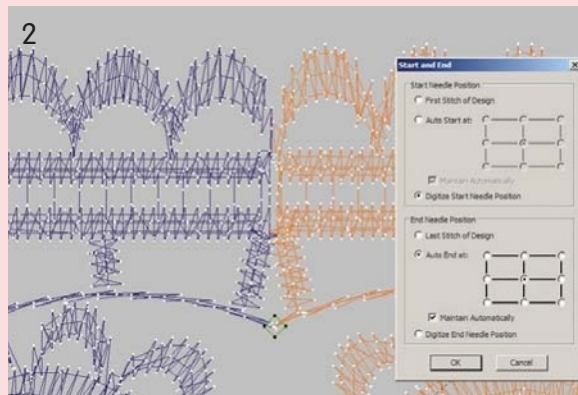 2
Start and End
Start Needle Position
First Stitch of Design
Auto Start at:
Maintain Automatically
Digitize Start Needle Position
End Needle Position
Last Stitch of Design
Auto End at:
Maintain Automatically
Digitize End Needle Position
OK
Cancel